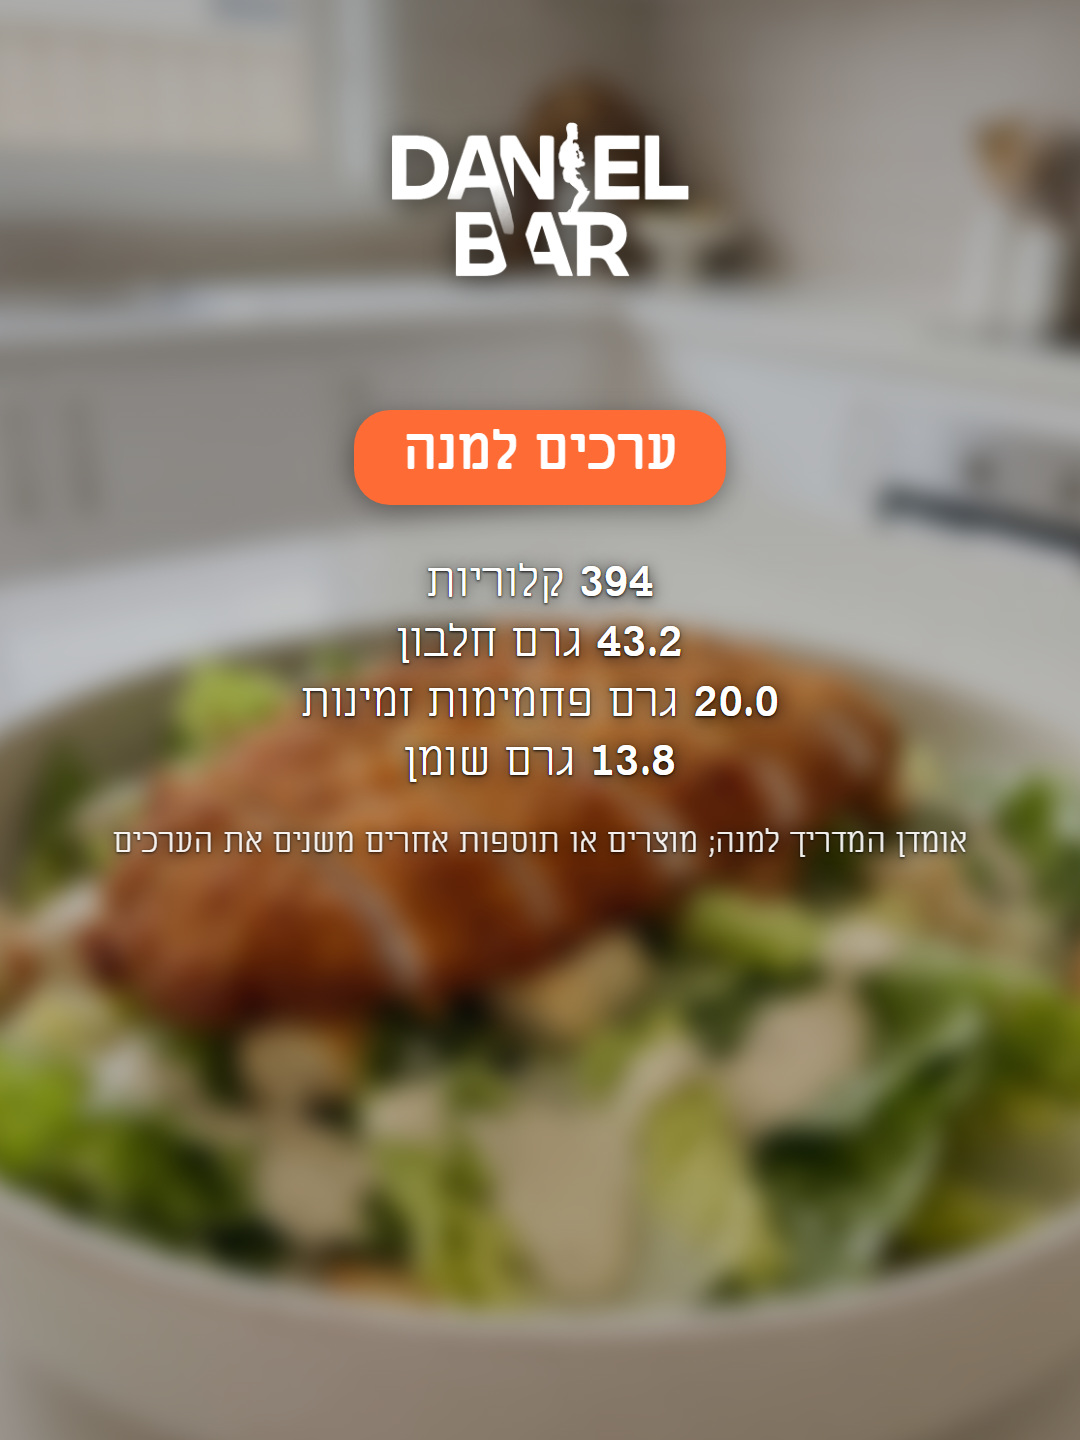 DANIEL
BAR
ערכים למנה
394 קלוריות
43.2 גרם חלבון
20.0 גרם פחמימות זמינות
13.8 גרם שומן
אומדן המדריך למנה; מוצרים או תוספות אחרים משנים את הערכים